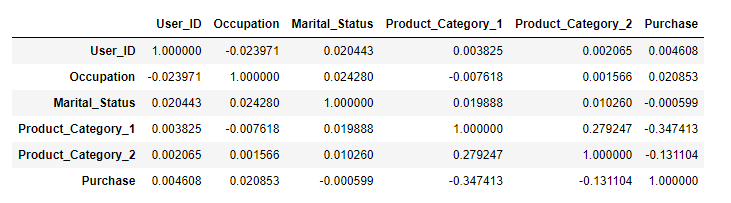 User_ID Occupation Marital_Status Product_Category_1 Product_Category_2 Purchase
User_ID 1.000000 -0.023971 0.020443 0.003825 0.002065 0.004608
Occupation -0.023971 1.000000 0.024280 -0.007618 0.001566 0.020853
Marital_Status 0.020443 0.024280 1.000000 0.019888 0.010260 -0.000599
Product_Category_1 0.003825 -0.007618 0.019888 1.000000 0.279247 -0.347413
Product_Category_2 0.002065 0.001566 0.010260 0.279247 1.000000 -0.131104
Purchase 0.004608 0.020853 -0.000599 -0.347413 -0.131104 1.000000